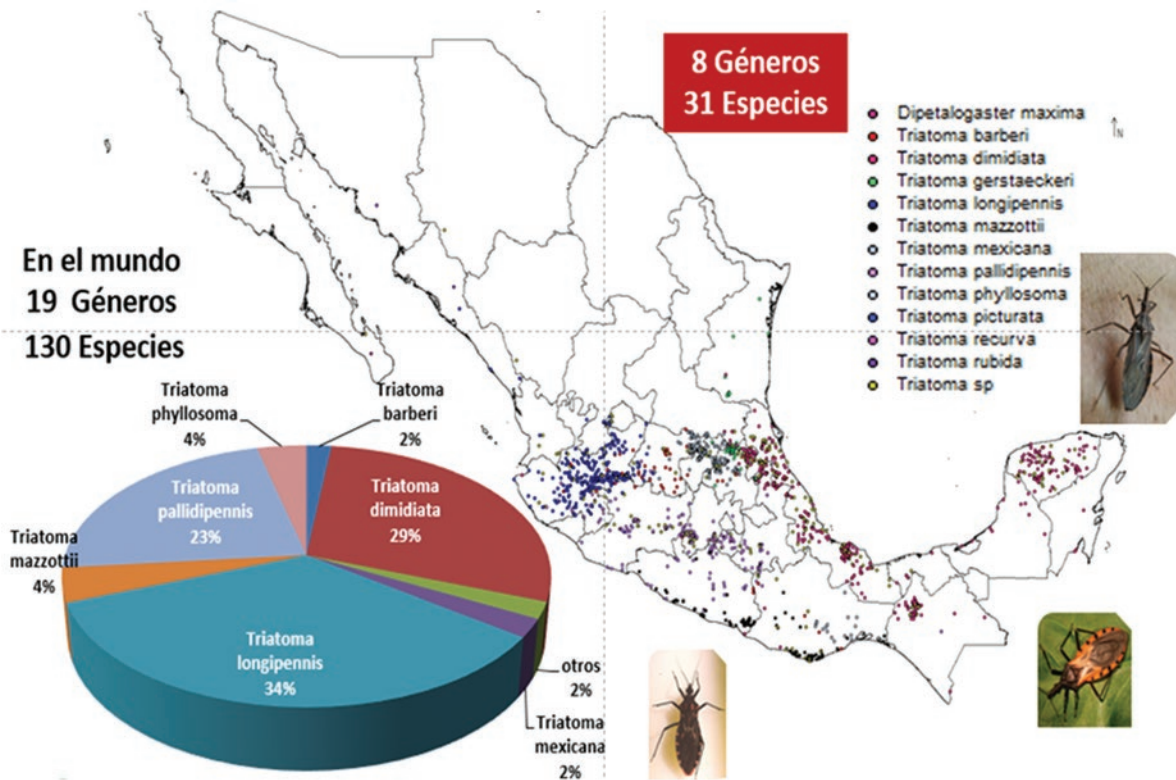 8 Géneros
31 Especies
Dipetalogaster maxima
Triatoma barberi
Triatoma dimidiata
Triatoma gerstaeckeri
Triatoma longipennis
Triatoma mazzottii
Triatoma mexicana
Triatoma pallidipennis
Triatoma phyllosoma
Triatoma picturata
Triatoma recurva
Triatoma rubida
Triatoma sp
N
En el mundo
19 Géneros
130 Especies
Triatoma
phyllosoma
4%
Triatoma
barberi
2%
Triatoma
pallidipennis
23%
Triatoma
dimidiata
29%
Triatoma
mazzottii
4%
Triatoma
longipennis
34%
otros
2%
Triatoma
mexicana
2%